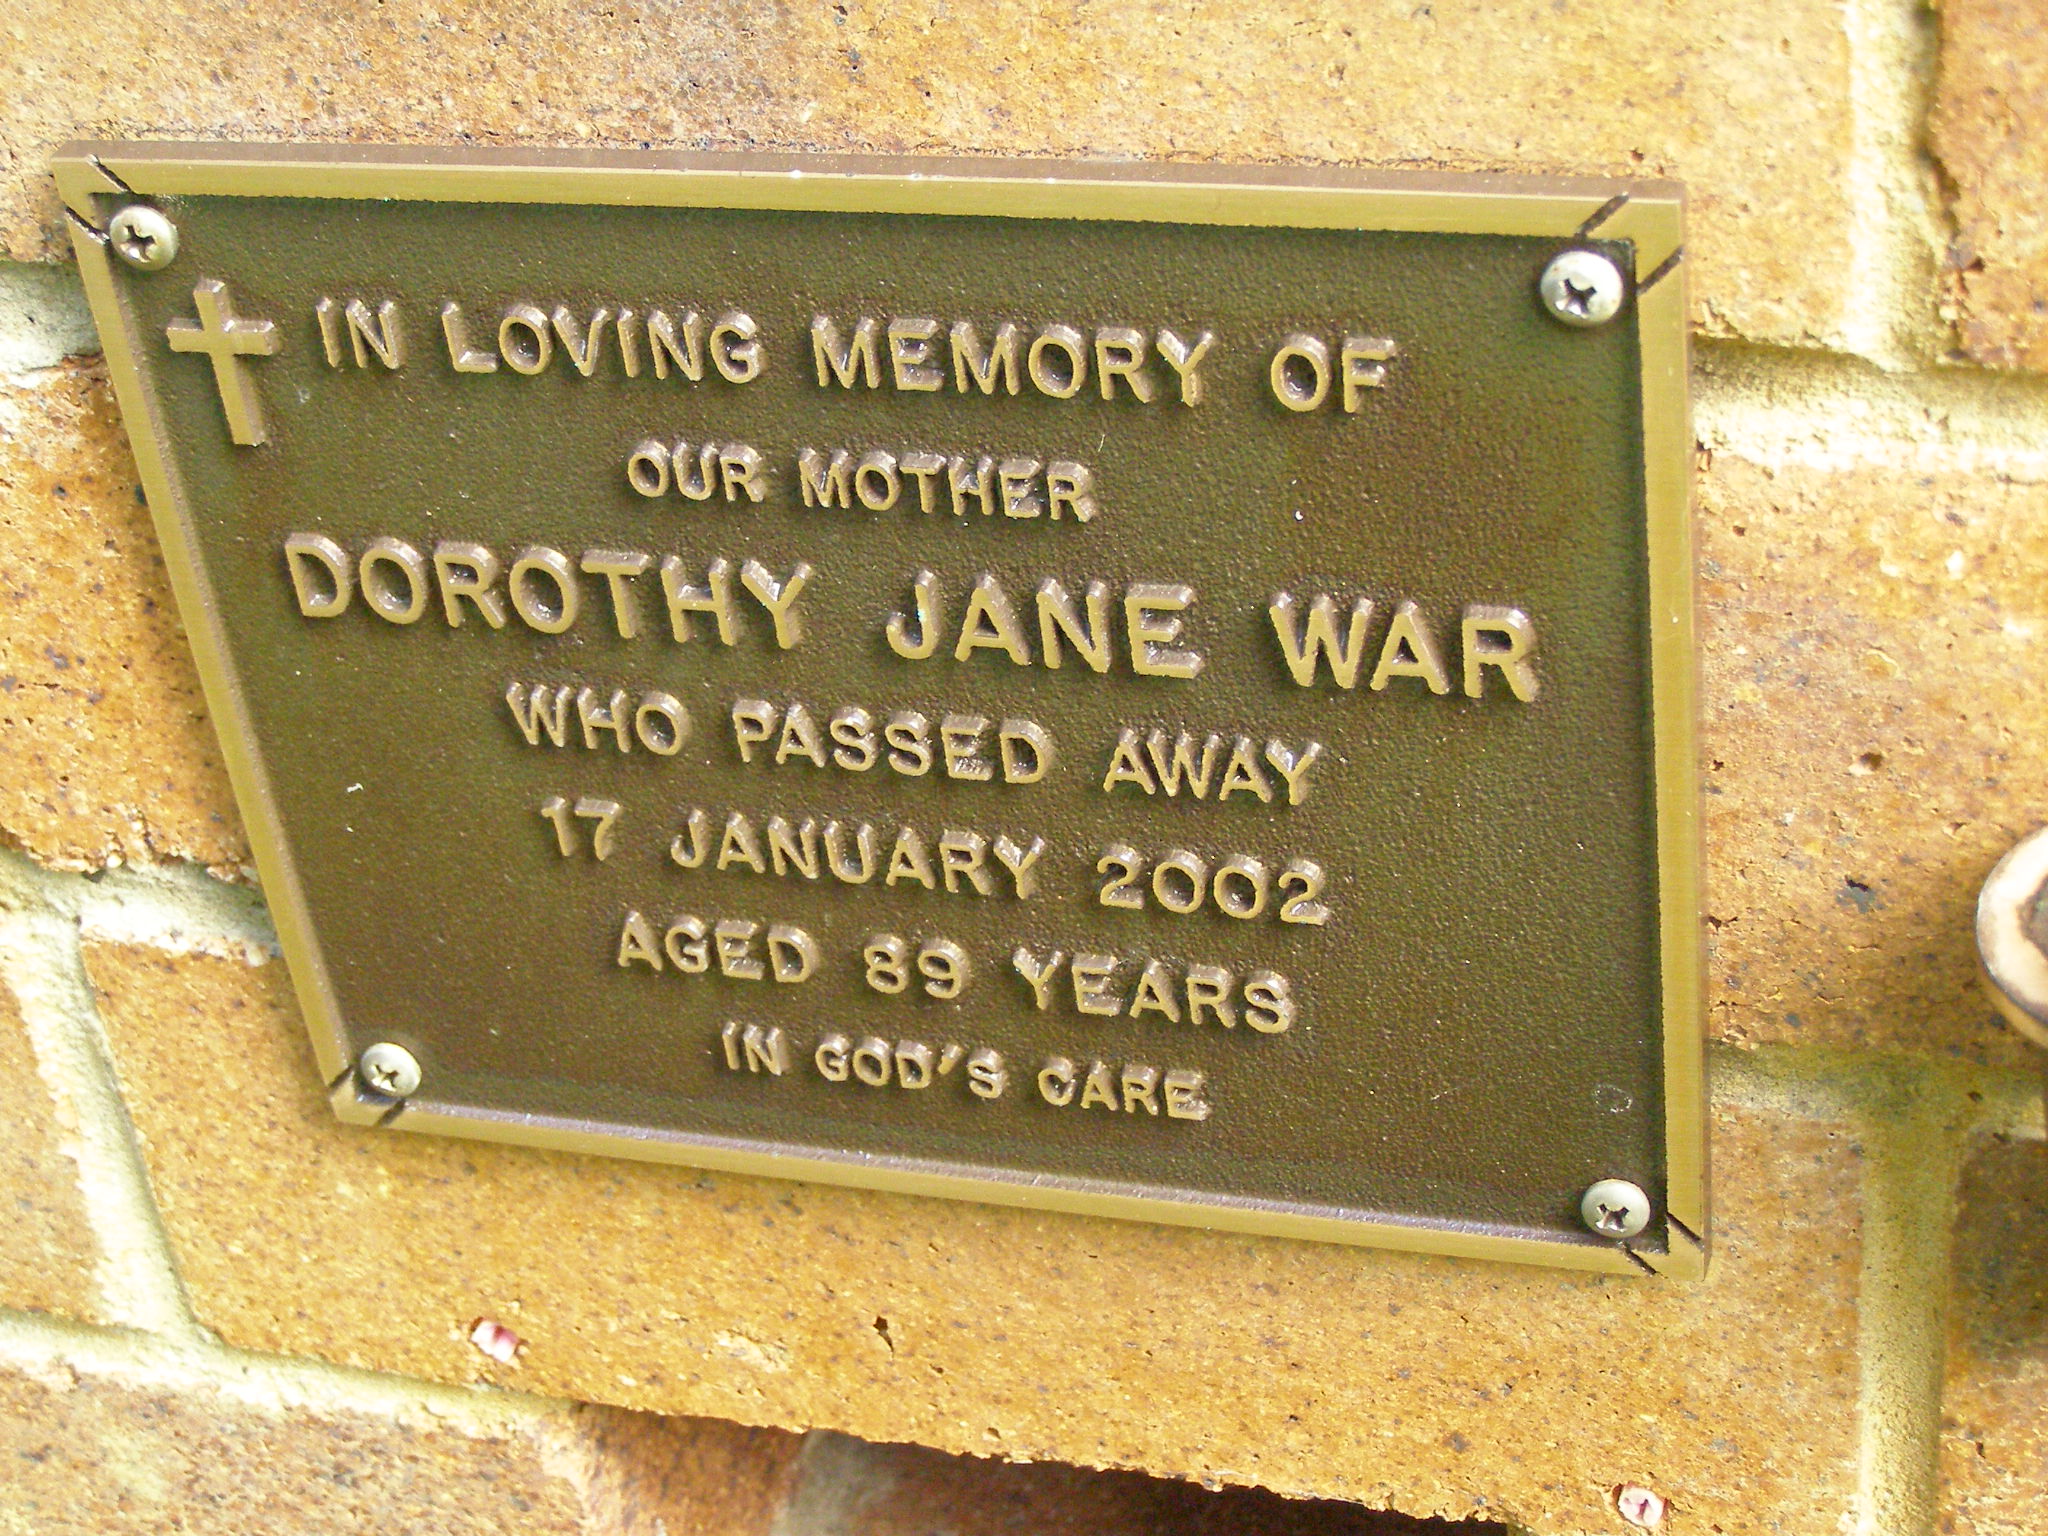 IN LOVING MEMORY OF
OUR MOTHER
DOROTHY JANE WAR
WHO PASSED AWAY
17 JANUARY 2002
AGED 89 YEARS
IN GOD'S CARE